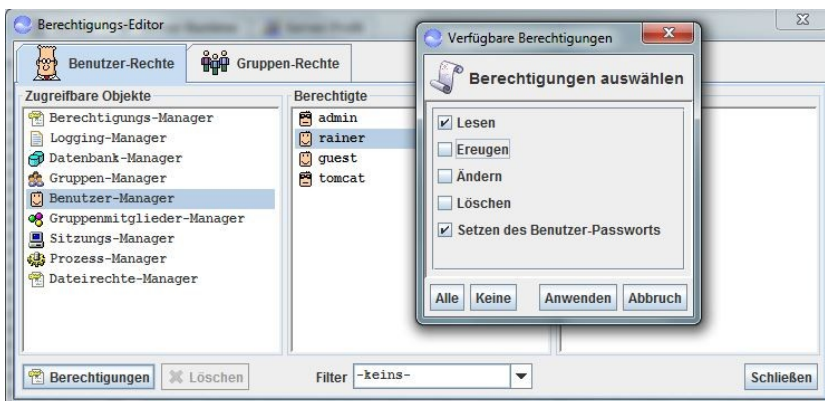 Berechtigungs-Editor
Benutzer-Rechte
Gruppen-Rechte
Zugreifbare Objekte
Berechtigungs-Manager
Logging-Manager
Datenbank-Manager
Gruppen-Manager
Benutzer-Manager
Gruppenmitglieder-Manager
Sitzungs-Manager
Prozess-Manager
Dateirechte-Manager
Berechtigte
admin
rainer
guest
tomcat
Verfügbare Berechtigungen
Berechtigungen auswählen
Lesen
Ereugen
Ändern
Löschen
Setzen des Benutzer-Passworts
Alle Keine Anwenden Abbruch
Berechtigungen Löschen Filter -keins- Schließen